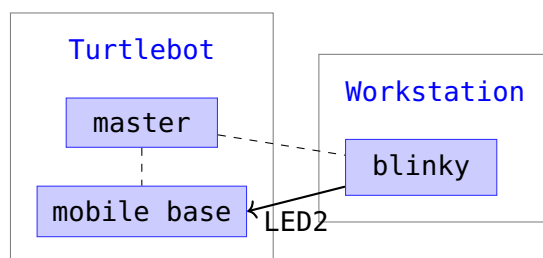 Turtlebot
master
mobile base
Workstation
blinky
LED2